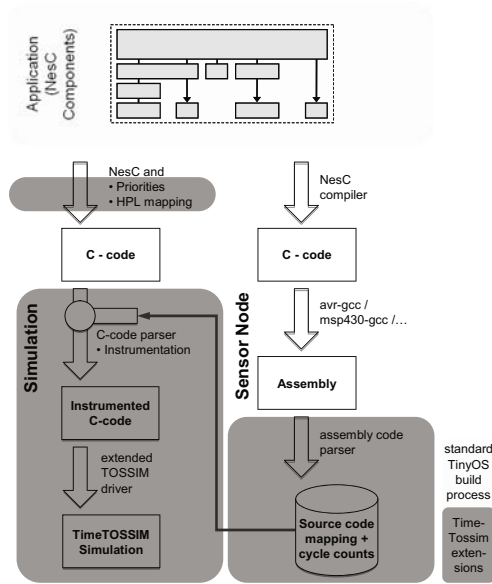 Application
(NesC
Components)
NesC and
• Priorities
• HPL mapping
NesC
compiler
C - code
C - code
Simulation
C-code parser
• Instrumentation
Sensor Node
avr-gcc /
msp430-gcc /...
Instrumented
C-code
Assembly
extended
TOSSIM
driver
assembly code
parser
TimeTOSSIM
Simulation
Source code
mapping +
cycle counts
standard
TinyOS
build
process
Time-
Tossim
exten-
sions